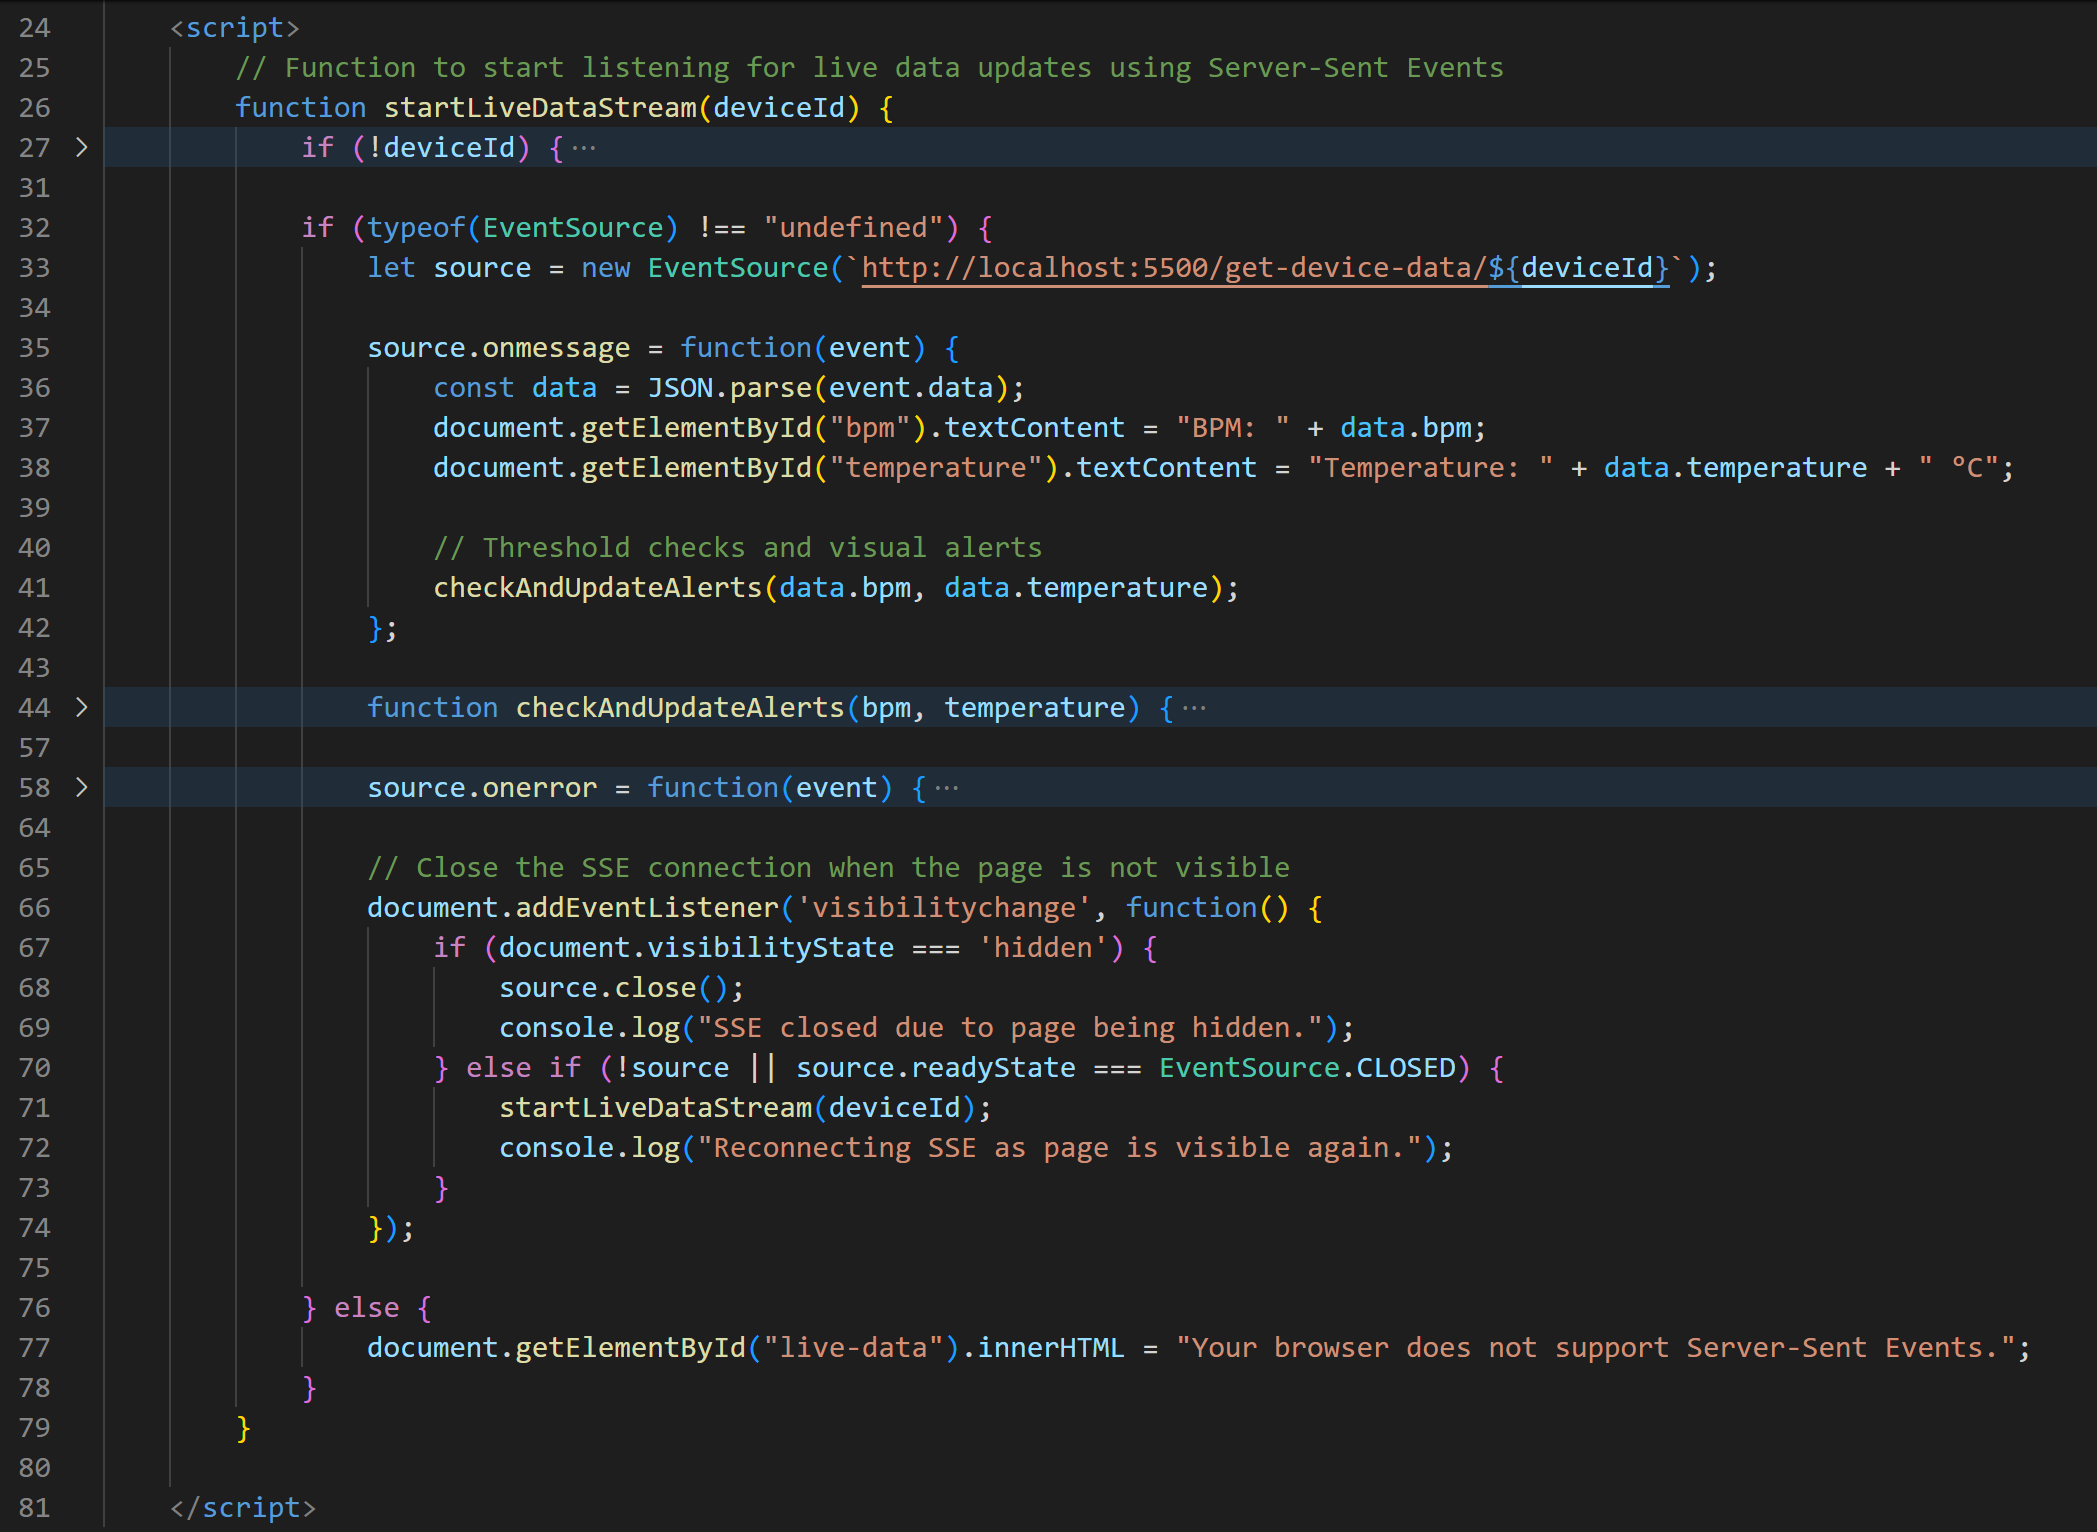 24 <script>
25 // Function to start listening for live data updates using Server-Sent Events
26 function startLiveDataStream(deviceId) {
27 if (!deviceId) {···
31
32 if (typeof(EventSource) !== "undefined") {
33 let source = new EventSource(`http://localhost:5500/get-device-data/${deviceId}`);
34
35 source.onmessage = function(event) {
36 const data = JSON.parse(event.data);
37 document.getElementById("bpm").textContent = "BPM: " + data.bpm;
38 document.getElementById("temperature").textContent = "Temperature: " + data.temperature + " °C";
39
40 // Threshold checks and visual alerts
41 checkAndUpdateAlerts(data.bpm, data.temperature);
42 };
43
44 function checkAndUpdateAlerts(bpm, temperature) {···
57
58 source.onerror = function(event) {···
64
65 // Close the SSE connection when the page is not visible
66 document.addEventListener('visibilitychange', function() {
67 if (document.visibilityState === 'hidden') {
68 source.close();
69 console.log("SSE closed due to page being hidden.");
70 } else if (!source || source.readyState === EventSource.CLOSED) {
71 startLiveDataStream(deviceId);
72 console.log("Reconnecting SSE as page is visible again.");
73 }
74 });
75
76 } else {
77 document.getElementById("live-data").innerHTML = "Your browser does not support Server-Sent Events.";
78 }
79 }
80
81 </script>